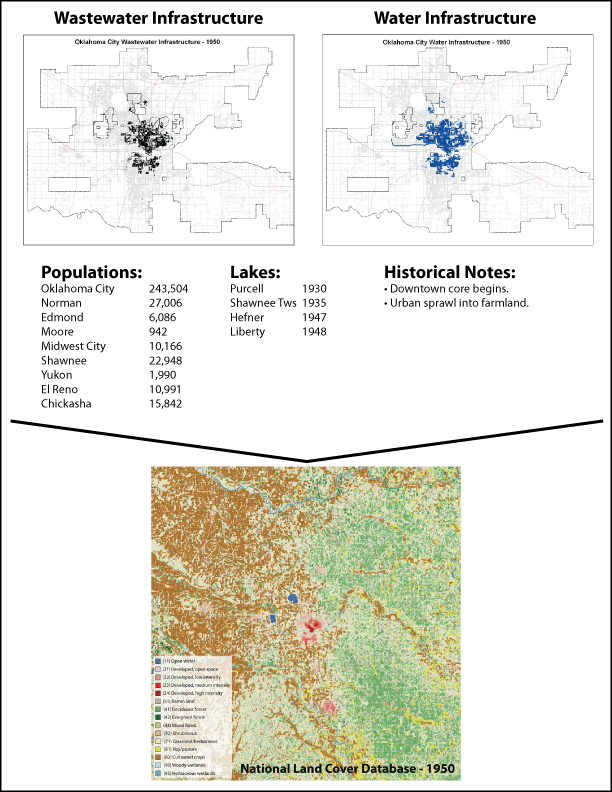 Wastewater Infrastructure
Water Infrastructure
Oklahoma City Wastewater Infrastructure - 1950
Oklahoma City Water Infrastructure - 1950
Populations:
Oklahoma City 243,504
Norman 27,006
Edmond 6,086
Moore 942
Midwest City 10,166
Shawnee 22,948
Yukon 1,990
El Reno 10,991
Chickasha 15,842
Lakes:
Purcell 1930
Shawnee Tws 1935
Hefner 1947
Liberty 1948
Historical Notes:
• Downtown core begins.
• Urban sprawl into farmland.
(11) Open Water
(21) Developed, open space
(22) Developed, low intensity
(23) Developed, medium intensity
(24) Developed, high intensity
(31) Barren land
(41) Deciduous forest
(42) Evergreen forest
(43) Mixed forest
(52) Shrub/scrub
(71) Grassland/herbaceous
(81) Hay/pasture
(82) Cultivated crops
(90) Woody wetlands
(95) Herbaceous wetlands
National Land Cover Database - 1950